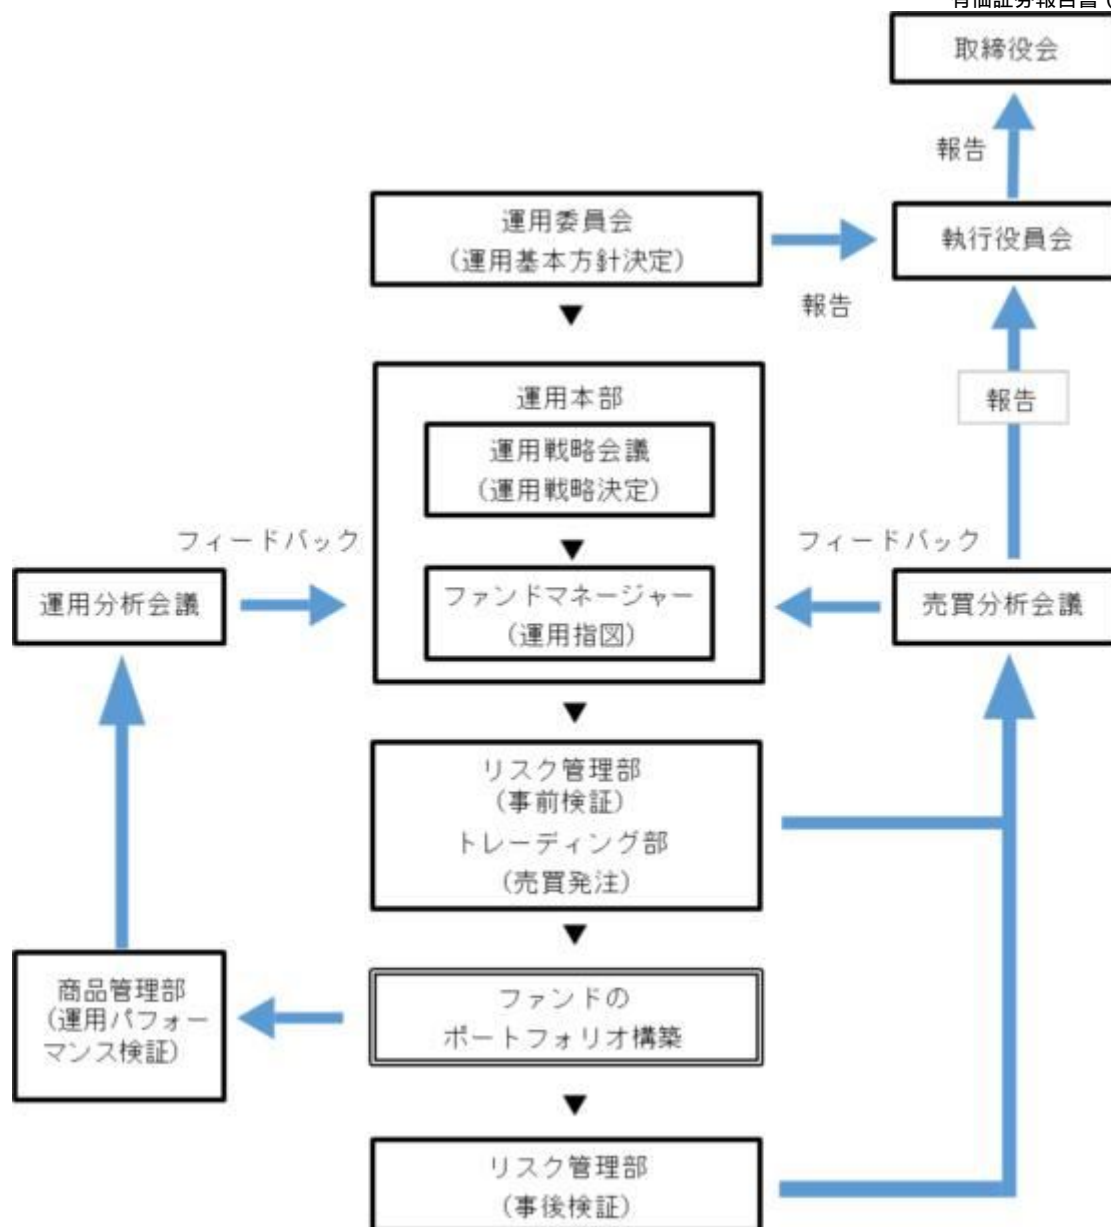 有価証券報告書（
取締役会
報告
運用委員会
（運用基本方針決定）
執行役員会
報告
運用本部
報告
運用戦略会議
（運用戦略決定）
フィードバック
フィードバック
運用分析会議
ファンドマネージャー
（運用指図）
売買分析会議
リスク管理部
（事前検証）
トレーディング部
（売買発注）
商品管理部
（運用パフォー
マンス検証）
ファンドの
ポートフォリオ構築
リスク管理部
（事後検証）